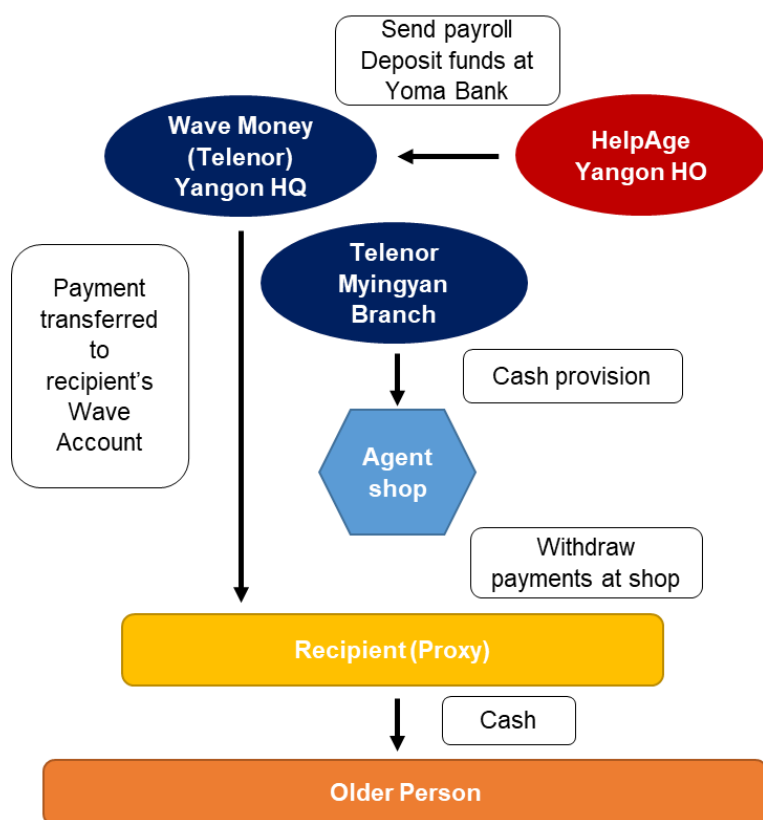 Send payroll
Deposit funds at
Yoma Bank
Wave Money
(Telenor)
Yangon HQ
HelpAge
Yangon HO
Telenor
Myingyan
Branch
Payment
transferred
to
recipient’s
Wave
Account
Cash provision
Agent
shop
Withdraw
payments at shop
Recipient (Proxy)
Cash
Older Person